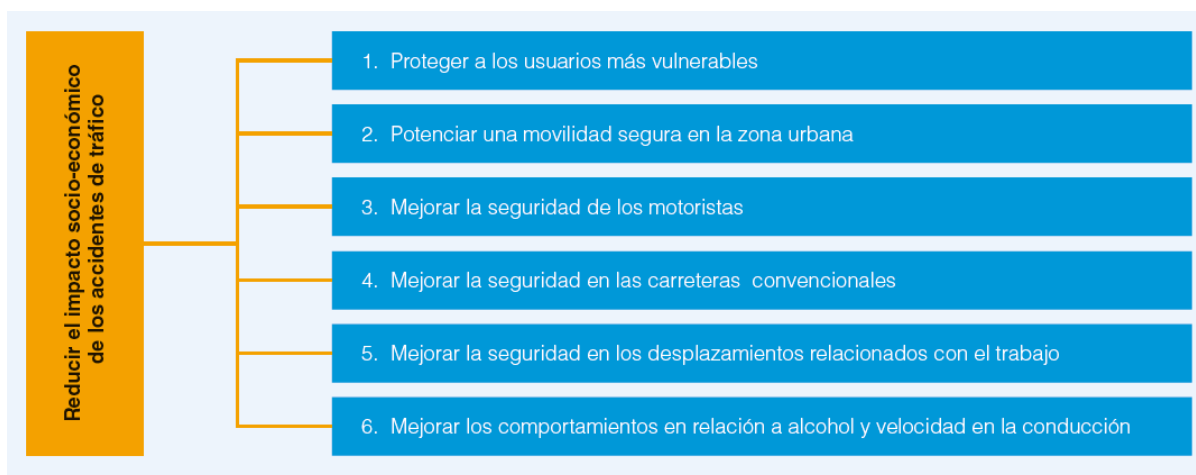 Reducir el impacto socio-económico
de los accidentes de tráfico
1. Proteger a los usuarios más vulnerables
2. Potenciar una movilidad segura en la zona urbana
3. Mejorar la seguridad de los motoristas
4. Mejorar la seguridad en las carreteras convencionales
5. Mejorar la seguridad en los desplazamientos relacionados con el trabajo
6. Mejorar los comportamientos en relación a alcohol y velocidad en la conducción